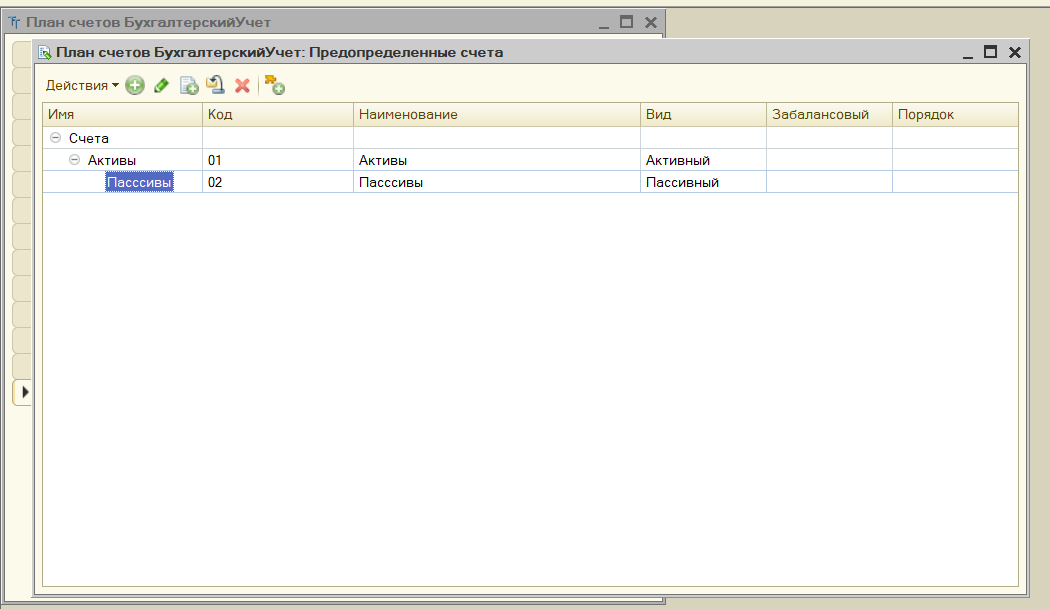 План счетов БухгалтерскийУчет
План счетов БухгалтерскийУчет: Предопределенные счета
Действия
Имя Код Наименование Вид Забалансовый Порядок
Счета
Активы 01 Активы Активный
Пасссивы 02 Пасссивы Пассивный